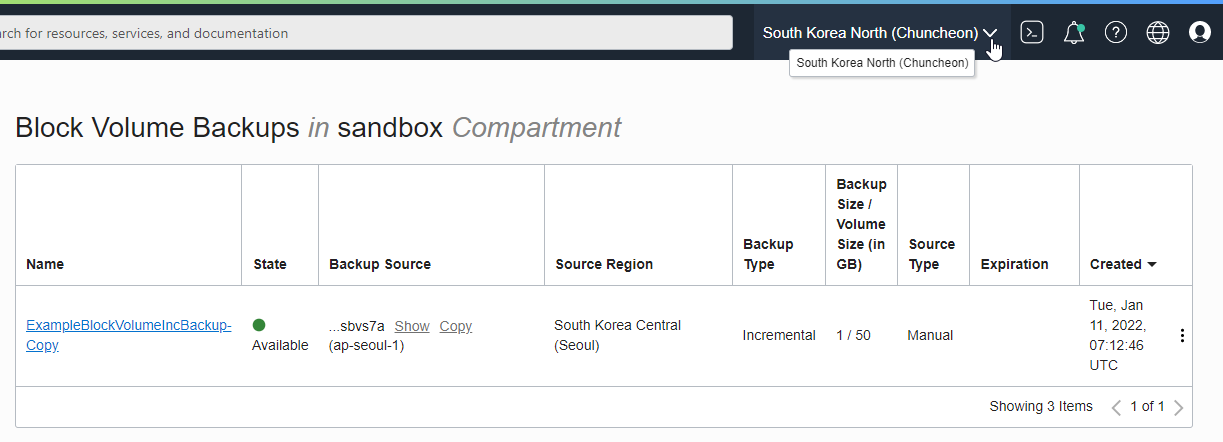 rch for resources, services, and documentation
South Korea North (Chuncheon)
South Korea North (Chuncheon)
Block Volume Backups in sandbox Compartment
Name
State
Backup Source
Source Region
Backup
Type
Backup
Size /
Volume
Size (in
GB)
Source
Type
Expiration
Created
ExampleBlockVolumeIncBackup-
Copy
Available
...sbvs7a Show Copy
(ap-seoul-1)
South Korea Central
(Seoul)
Incremental
1 / 50
Manual
Tue, Jan
11, 2022,
07:12:46
UTC
Showing 3 Items
1 of 1